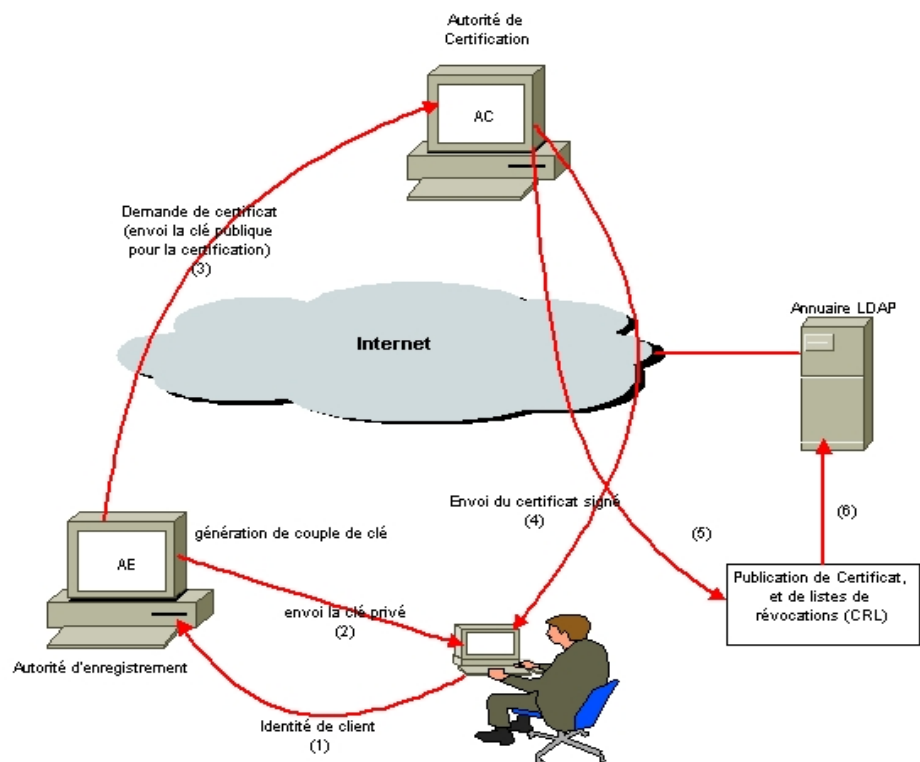 Autorité de
Certification
AC
Demande de certificat
(envoi la clé publique
pour la certification)
(3)
Annuaire LDAP
Internet
Envoi du certificat signé
(4)
(5)
(6)
génération de couple de clé
AE
Publication de Certificat,
et de listes de
révocations (CRL)
envoi la clé privé
(2)
Autorité d'enregistrement
Identité de client
(1)